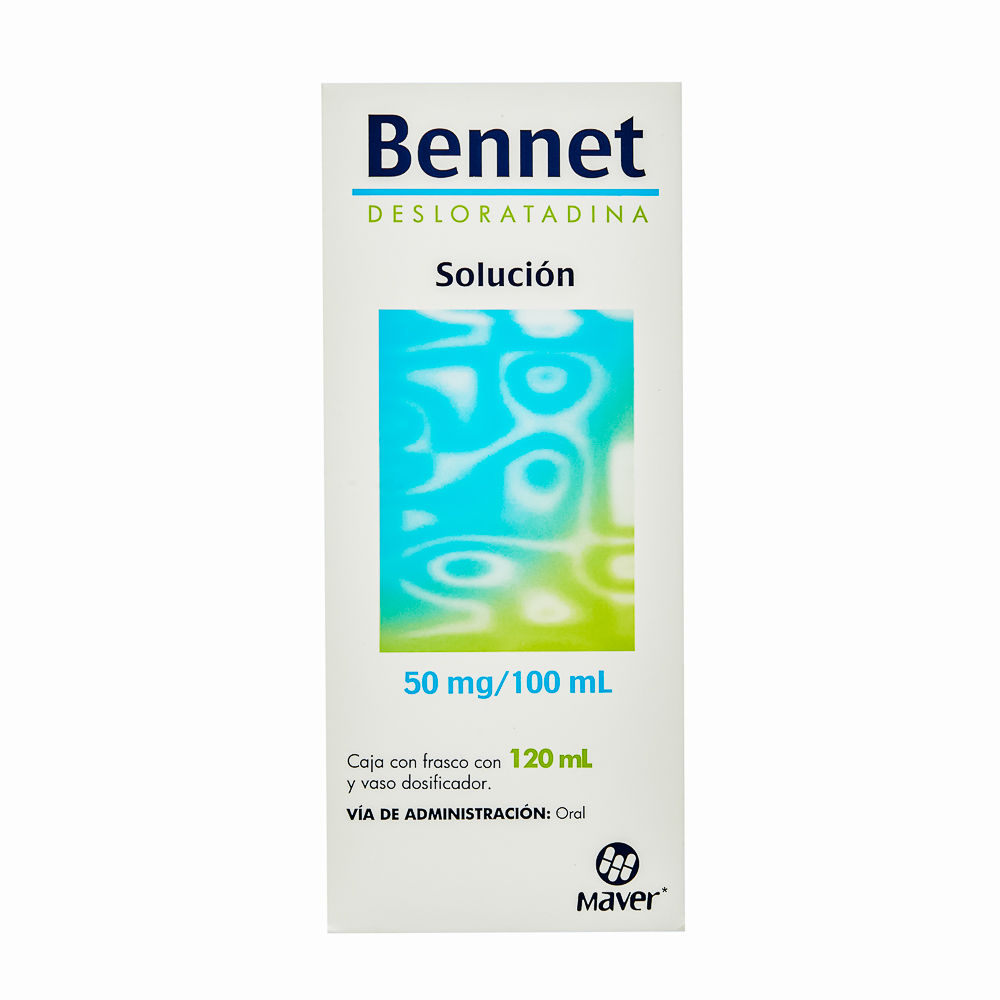 Bennet
DESLORATADINA
Solución
50 mg/100 mL
Caja con frasco con 120 mL
y vaso dosificador.
VÍA DE ADMINISTRACIÓN: Oral
Maver*